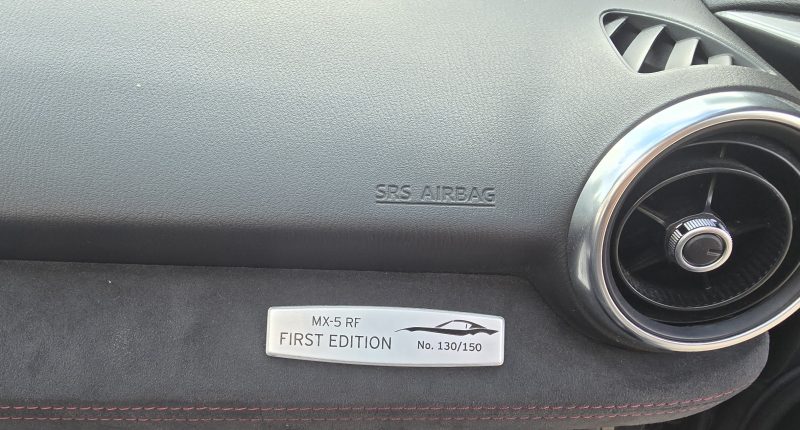 SRS AIRBAG
MX-5 RF
FIRST EDITION
No. 130/150